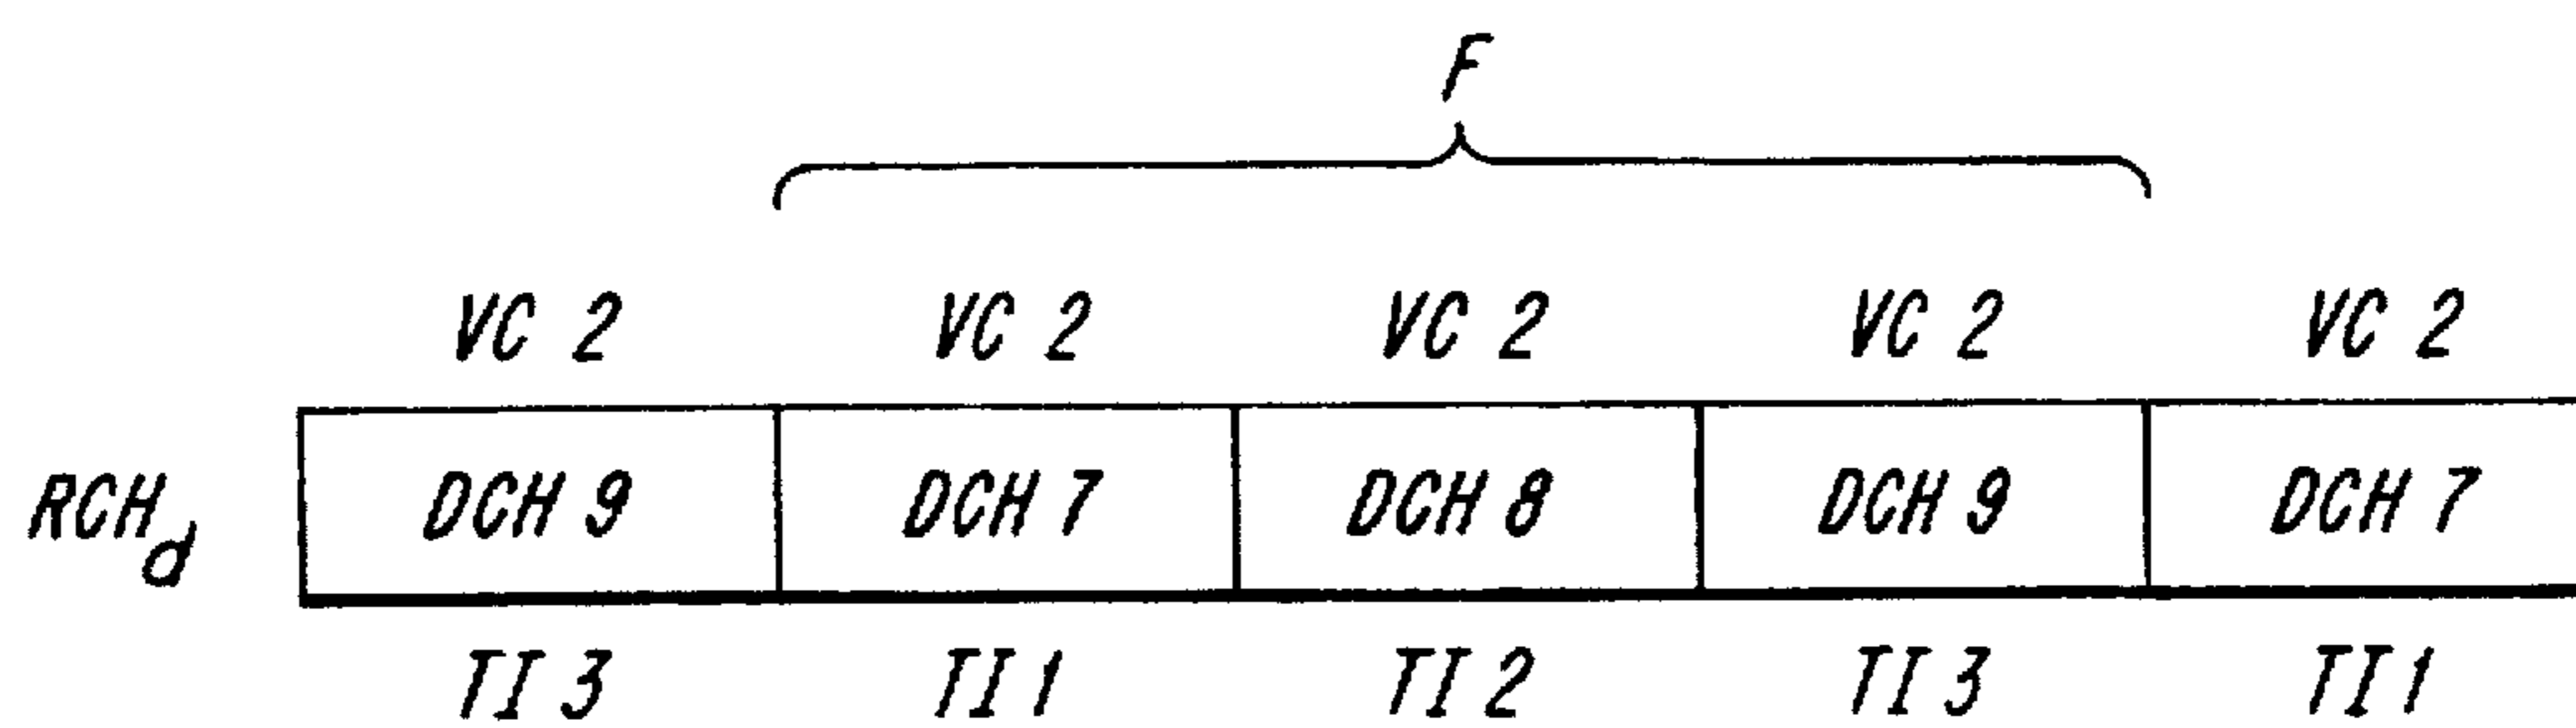 F
VC 2 VC 2 VC 2 VC 2 VC 2
RCHd DCH 9 DCH 7 DCH 8 DCH 9 DCH 7
TI 3 TI 1 TI 2 TI 3 TI 1